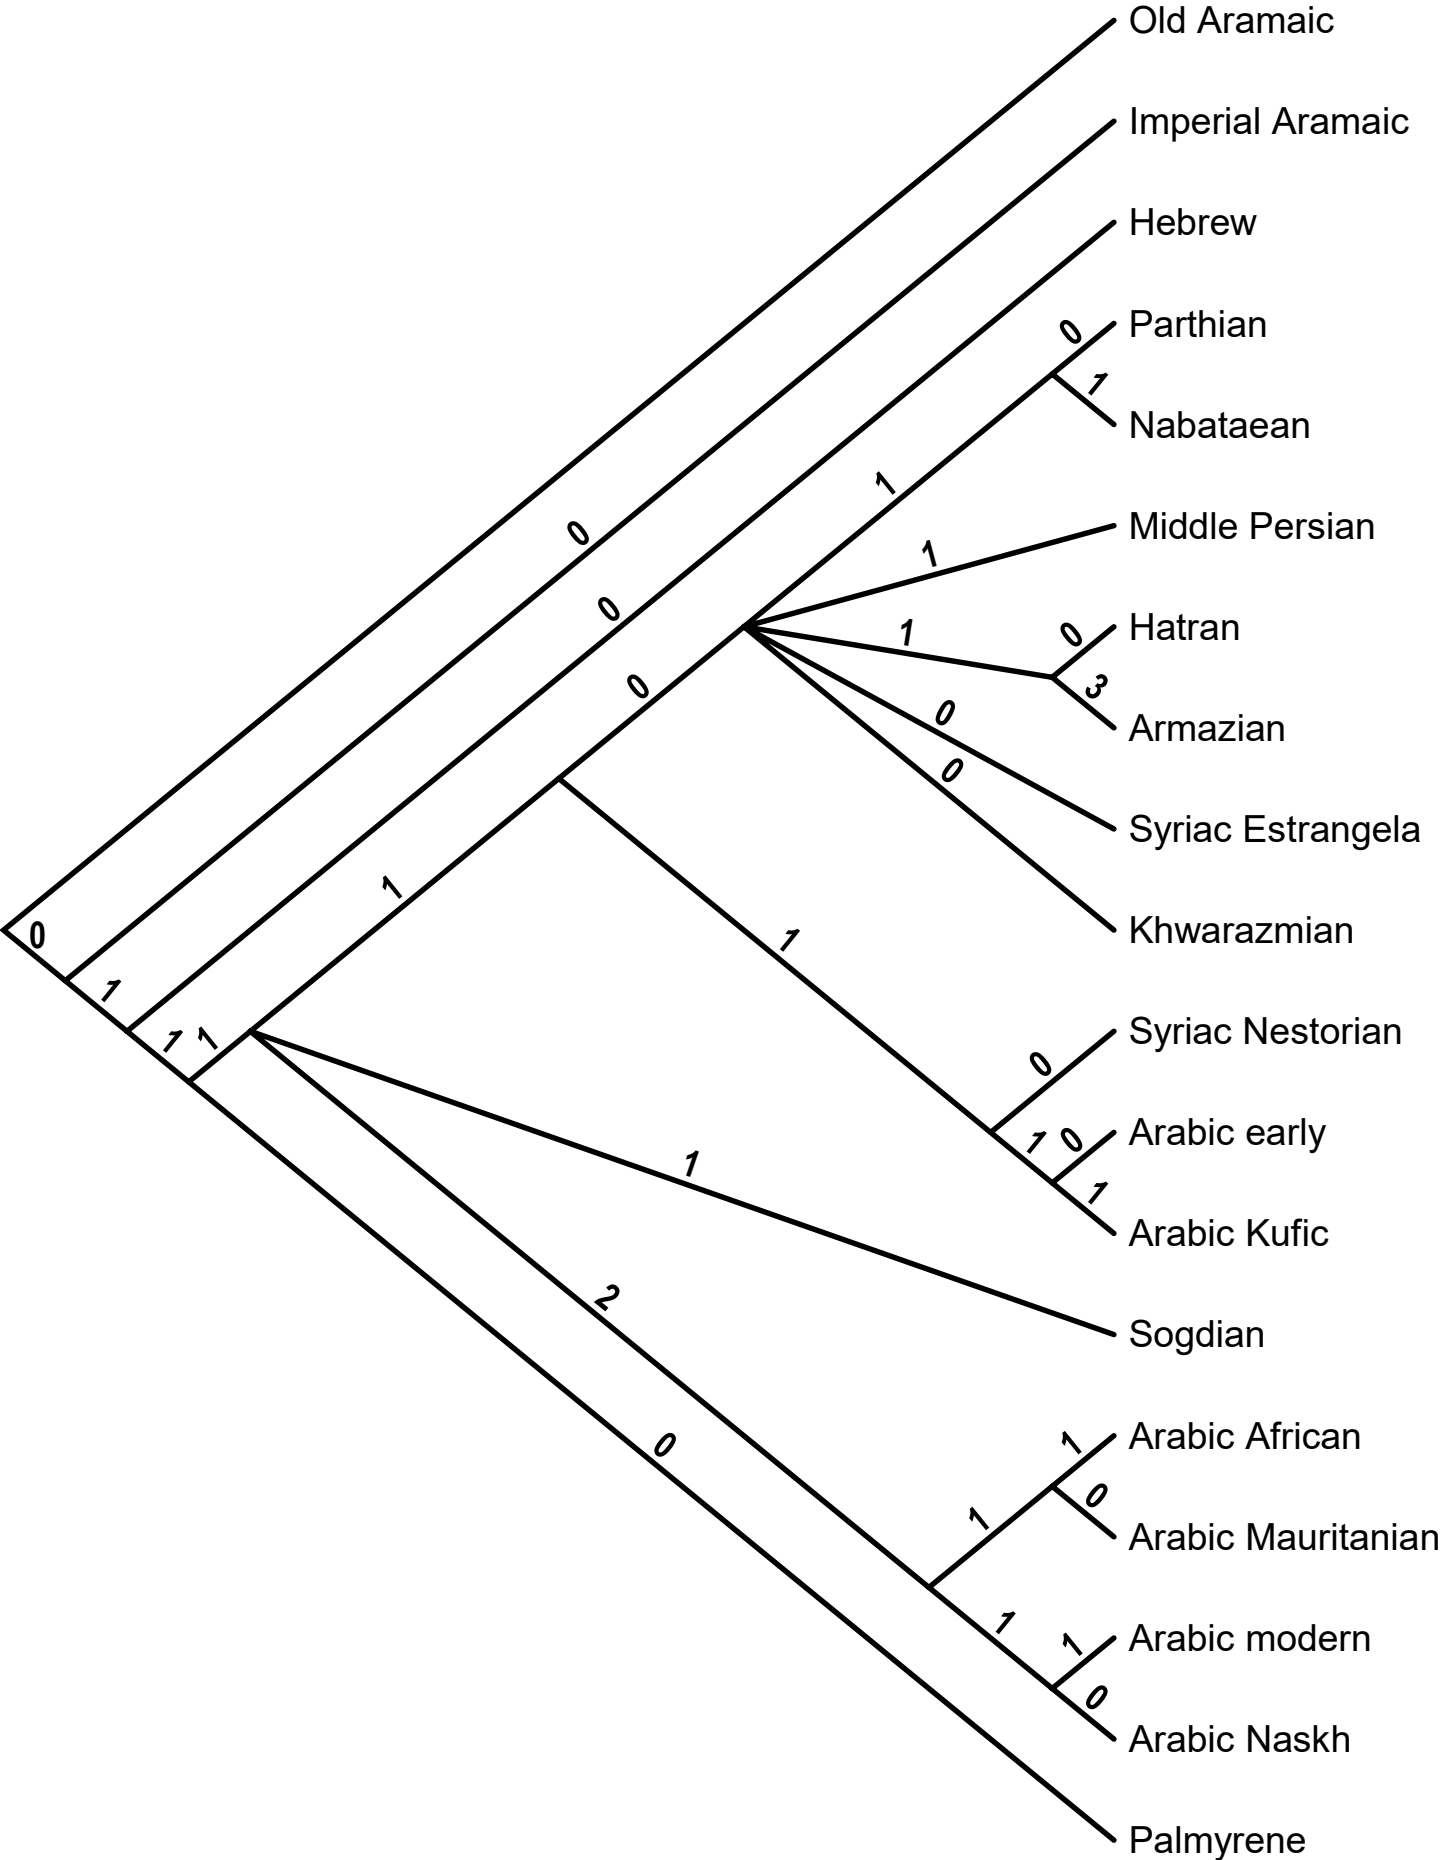 Old Aramaic
Imperial Aramaic
Hebrew
0 Parthian
1
Nabataean
1
0
1 Middle Persian
0
1 0 Hatran
0 3
0 Armazian
0
Syriac Estrangela
1
0 Khwarazmian
1
1
1 1 Syriac Nestorian
0
1 0 Arabic early
1
1
Arabic Kufic
2
Sogdian
1 Arabic African
0
0
1
Arabic Mauritanian
1
1 Arabic modern
0
Arabic Naskh
Palmyrene